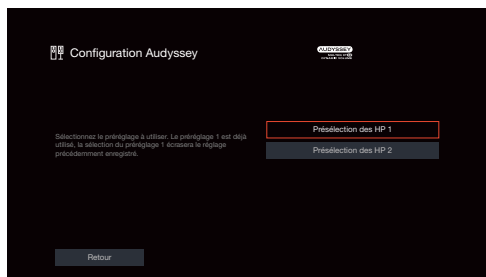 Configuration Audyssey
AUDYSSEY
Sélectionnez le préréglage à utiliser. Le préréglage 1 est déjà
utilisé, la sélection du préréglage 1 écrasera le réglage
précédemment enregistré.
Présélection des HP 1
Présélection des HP 2
Retour